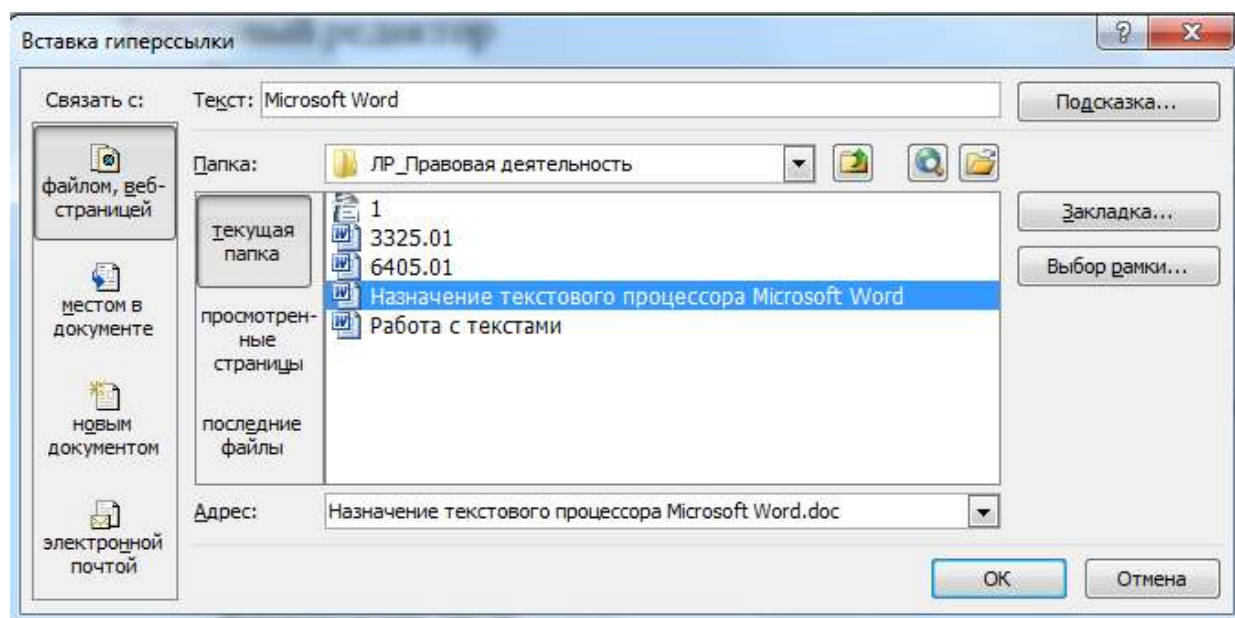 Вставка гиперссылки
Связать с:
Текст: Microsoft Word
Подсказка...
файлом, веб-
страницей
местом в
документе
новым
документом
электронной
почтой
Папка: ЛР_Правовая деятельность
текущая
папка
просмотрен-
ные
страницы
последние
файлы
1
3325.01
6405.01
Назначение текстового процессора Microsoft Word
Работа с текстами
Закладка...
Выбор рамки...
Адрес: Назначение текстового процессора Microsoft Word.doc
ОК
Отмена